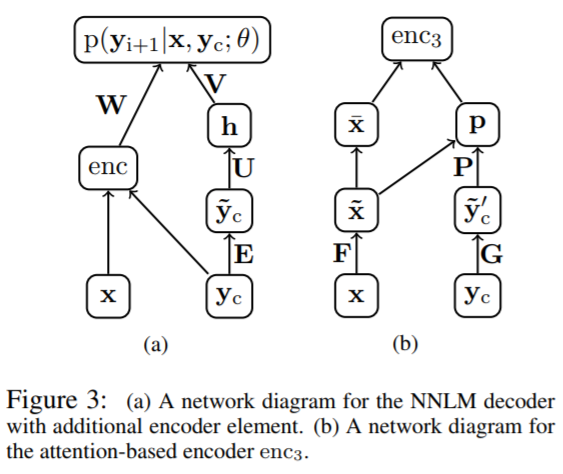 p(y_{i+1}|x, y_c; θ)
enc_3
W
V
h
x̄
p
enc
U
P
ỹ_c
x̃
ỹ′_c
E
F
G
x
y_c
x
y_c
(a)
(b)
Figure 3: (a) A network diagram for the NNLM decoder
with additional encoder element. (b) A network diagram for
the attention-based encoder enc_3.